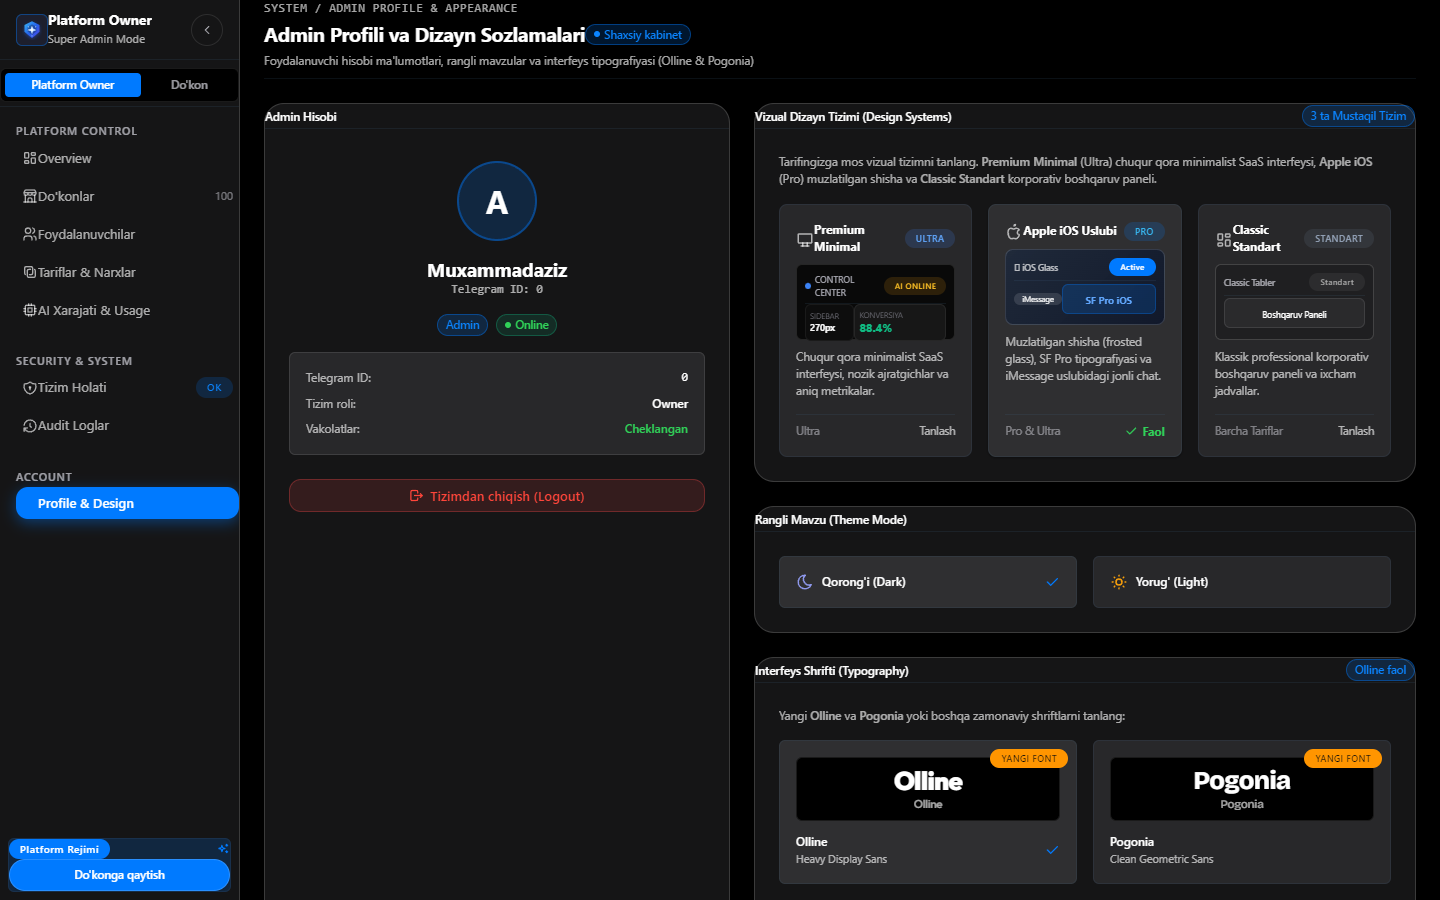 Platform Owner
Super Admin Mode
Platform Owner
Do'kon
PLATFORM CONTROL
Overview
Do'konlar 100
Foydalanuvchilar
Tariflar & Narxlar
AI Xarajati & Usage
SECURITY & SYSTEM
Tizim Holati OK
Audit Loglar
ACCOUNT
Profile & Design
Platform Rejimi
Do'konga qaytish
SYSTEM / ADMIN PROFILE & APPEARANCE
Admin Profili va Dizayn Sozlamalari Shaxsiy kabinet
Foydalanuvchi hisobi ma'lumotlari, rangli mavzular va interfeys tipografiyasi (Olline & Pogonia)
Admin Hisobi
A
Muxammadaziz
Telegram ID: 0
Admin Online
Telegram ID: 0
Tizim roli: Owner
Vakolatlar: Cheklangan
Tizimdan chiqish (Logout)
Vizual Dizayn Tizimi (Design Systems) 3 ta Mustaqil Tizim
Tarifingizga mos vizual tizimni tanlang. Premium Minimal (Ultra) chuqur qora minimalist SaaS interfeysi, Apple iOS
(Pro) muzlatilgan shisha va Classic Standart korporativ boshqaruv paneli.
Premium
Minimal
ULTRA
CONTROL
CENTER
AI ONLINE
SIDEBAR
270px
KONVERSIYA
88.4%
Chuqur qora minimalist SaaS
interfeysi, nozik ajratgichlar va
aniq metrikalar.
Ultra Tanlash
Apple iOS Uslubi PRO
iOS Glass Active
iMessage SF Pro iOS
Muzlatilgan shisha (frosted
glass), SF Pro tipografiyasi va
iMessage uslubidagi jonli chat.
Pro & Ultra Faol
Classic
Standart
STANDART
Classic Tabler Standart
Boshqaruv Paneli
Klassik professional korporativ
boshqaruv paneli va ixcham
jadvallar.
Barcha Tariflar Tanlash
Rangli Mavzu (Theme Mode)
Qorong'i (Dark)
Yorug' (Light)
Interfeys Shrifti (Typography) Olline faol
Yangi Olline va Pogonia yoki boshqa zamonaviy shriftlarni tanlang:
YANGI FONT
Olline
Olline
Olline
Heavy Display Sans
YANGI FONT
Pogonia
Pogonia
Pogonia
Clean Geometric Sans